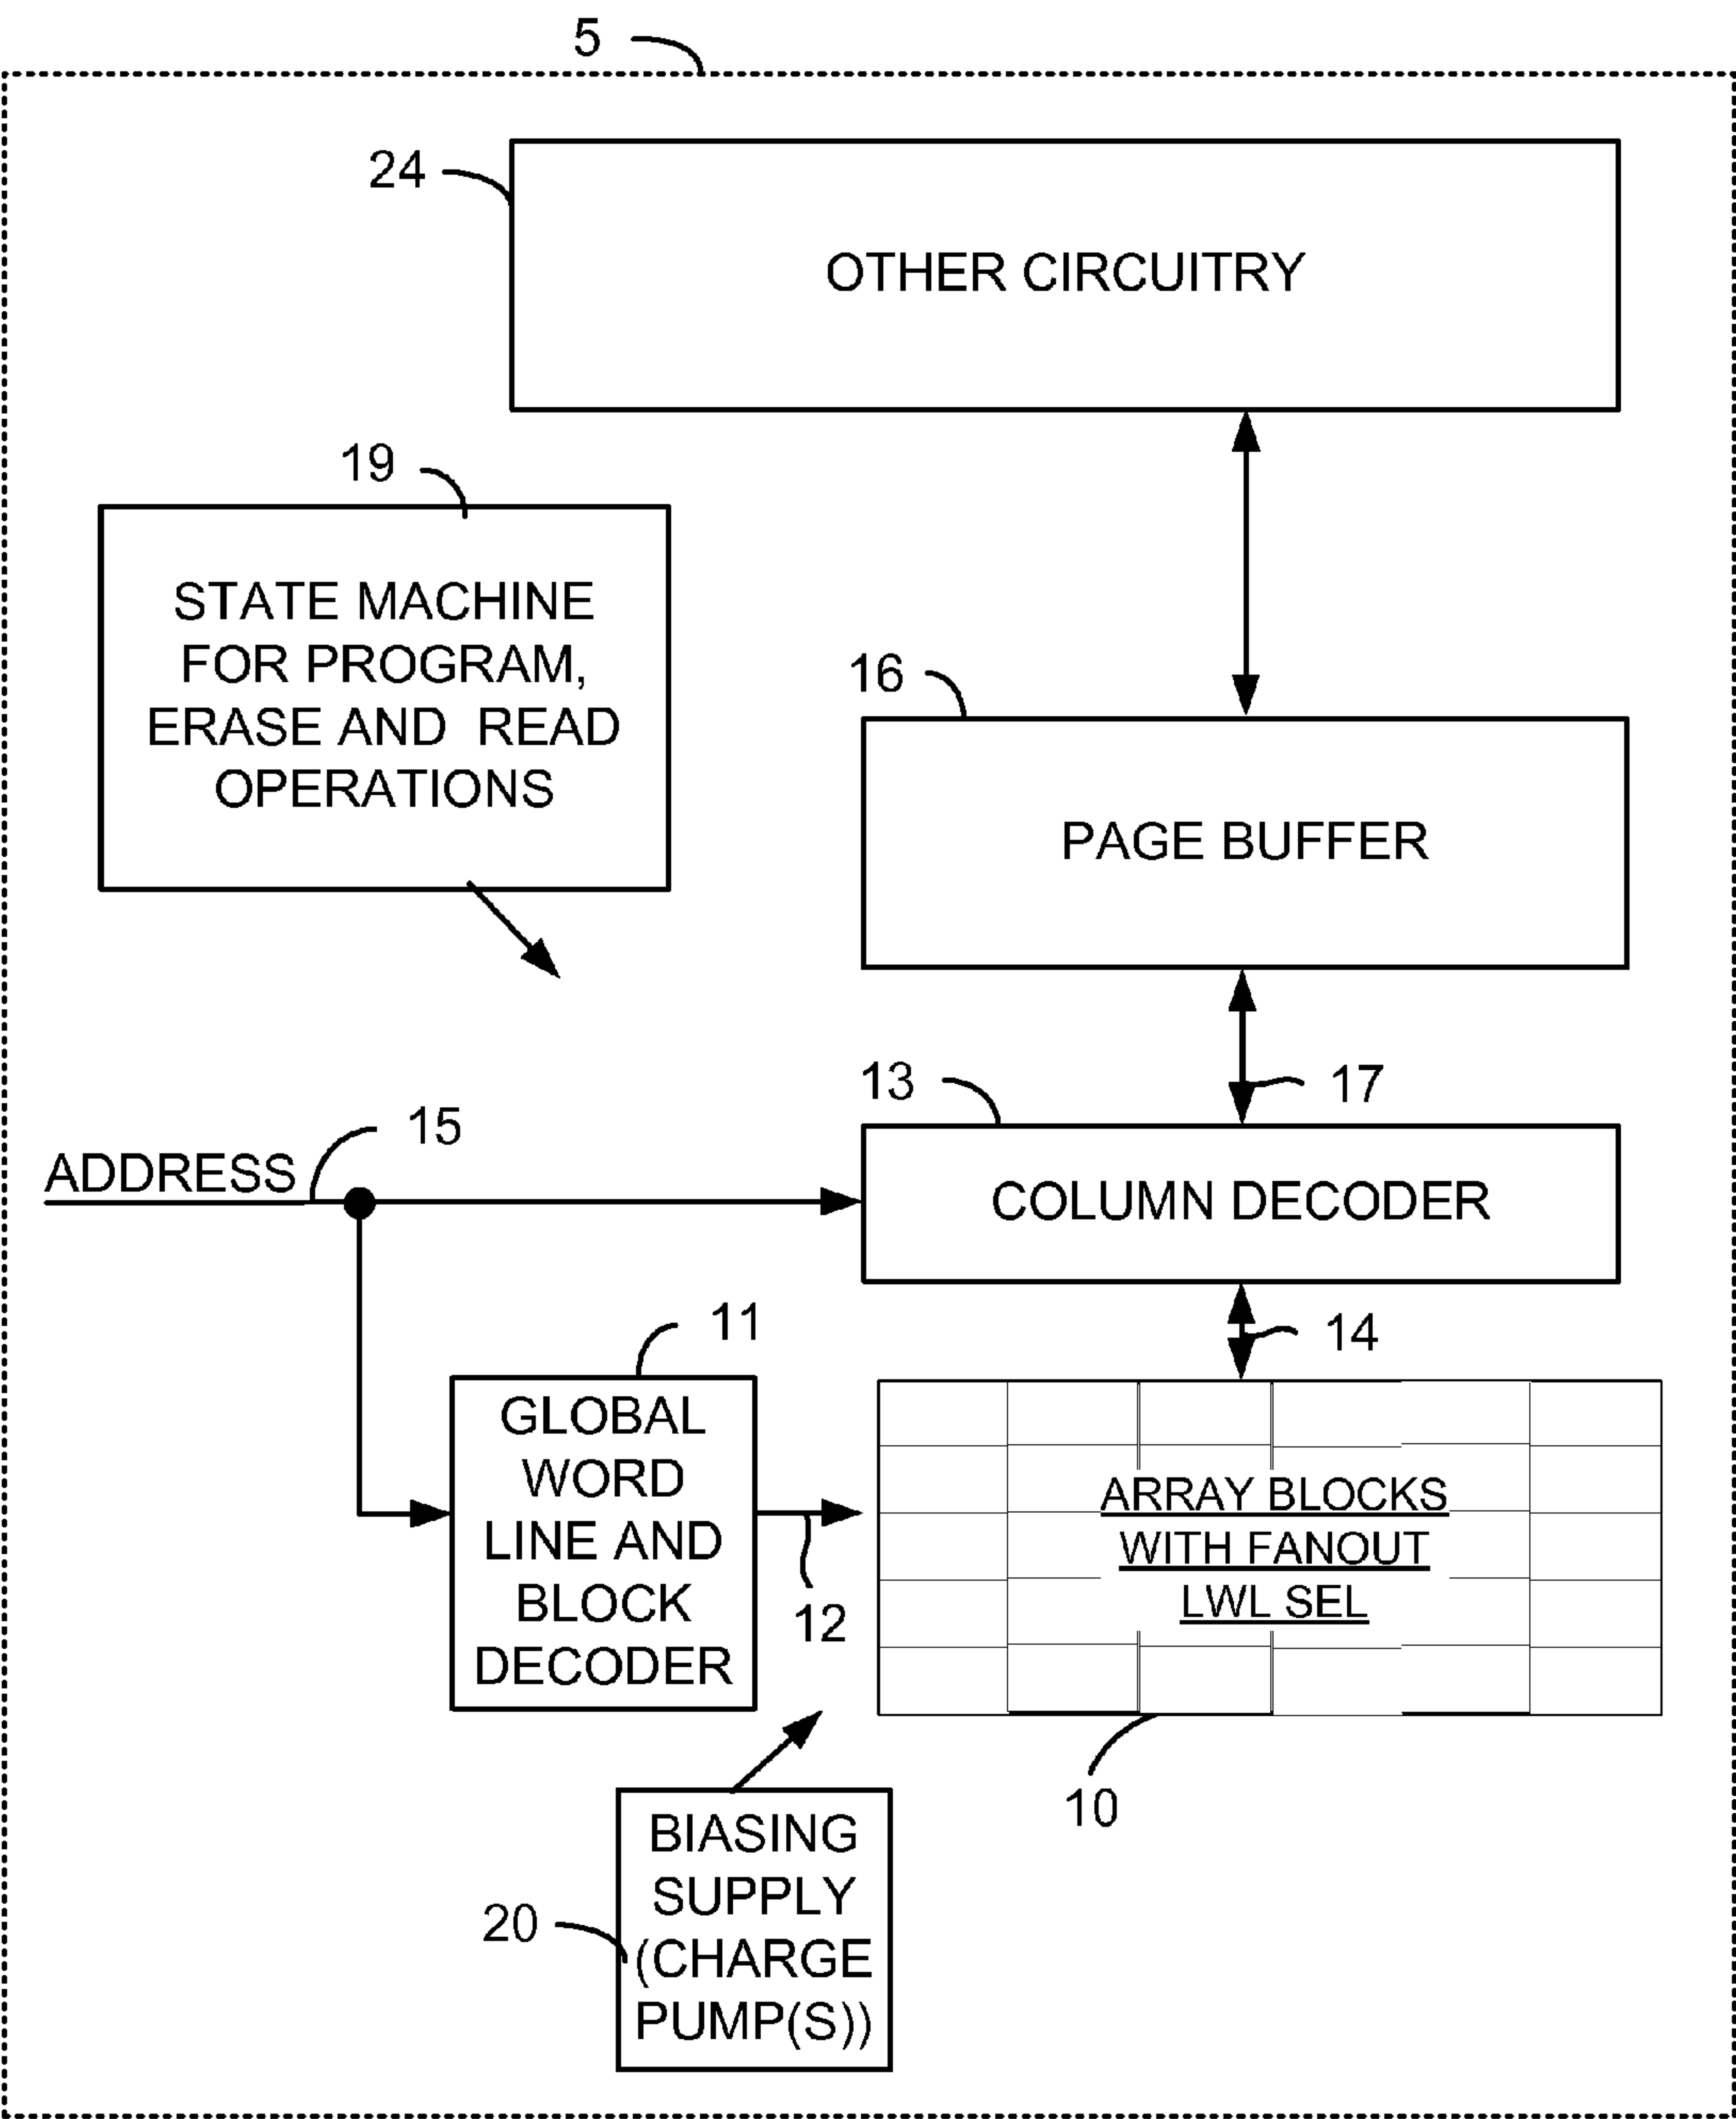 5
24
OTHER CIRCUITRY
19
STATE MACHINE
FOR PROGRAM,
ERASE AND READ
OPERATIONS
16
PAGE BUFFER
13
17
15
ADDRESS
COLUMN DECODER
11
14
GLOBAL
WORD
LINE AND
BLOCK
DECODER
12
ARRAY BLOCKS
WITH FANOUT
LWL SEL
10
BIASING
SUPPLY
(CHARGE
PUMP(S))
20